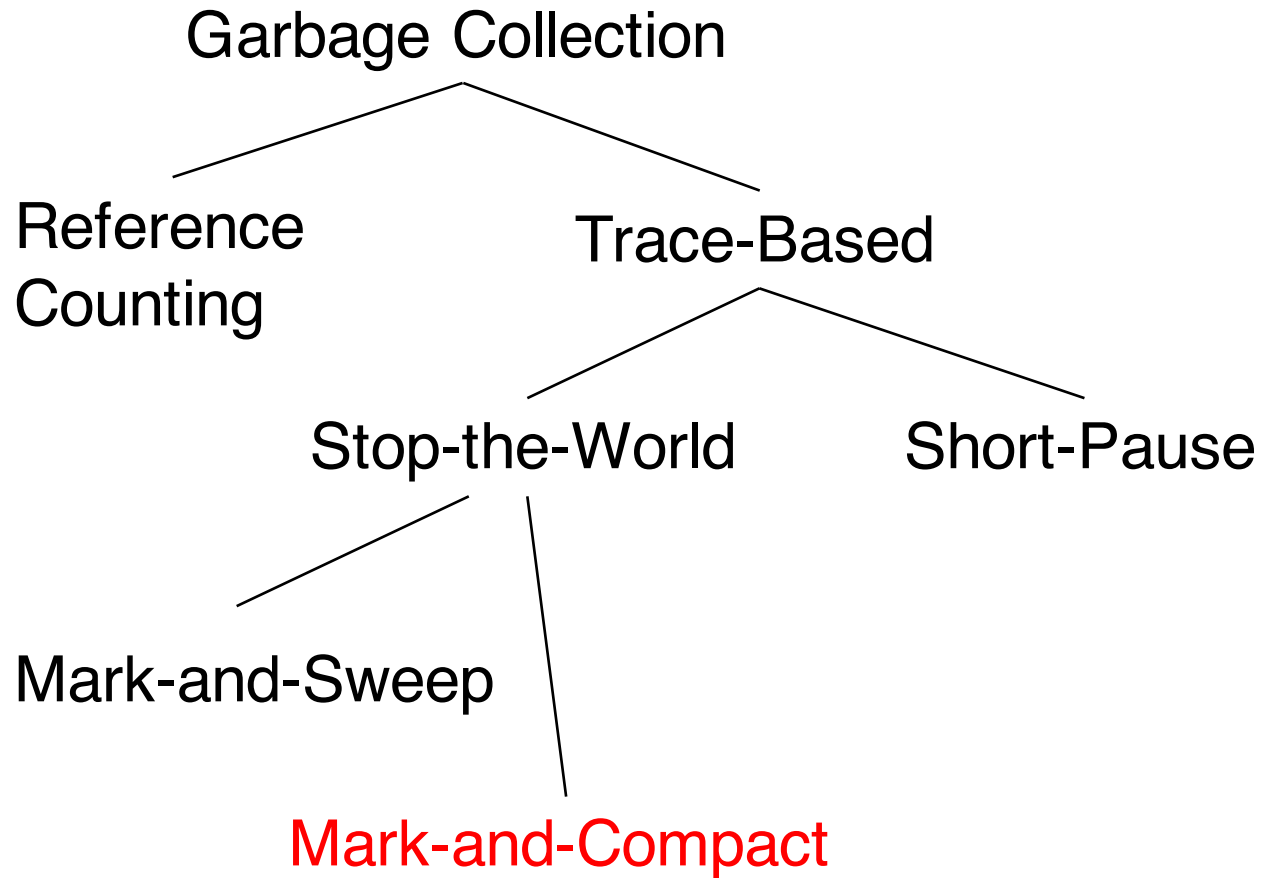 Garbage Collection
Reference
Counting
Trace-Based
Stop-the-World
Short-Pause
Mark-and-Sweep
Mark-and-Compact